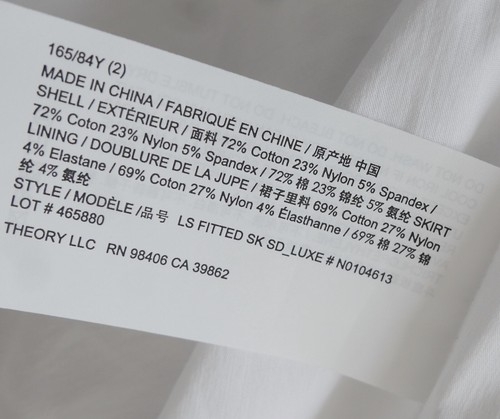 165/84Y (2)
MADE IN CHINA / FABRIQUÉ EN CHINE / 原产地 中国
SHELL / EXTÉRIEUR / 面料 72% Cotton 23% Nylon 5% Spandex /
72% Cotton 23% Nylon 5% Spandex / 72% 棉 23% 锦纶 5% 氨纶 SKIRT
LINING / DOUBLURE DE LA JUPE / 裙子里料 69% Cotton 27% Nylon
4% Elastane / 69% Coton 27% Nylon 4% Élasthanne / 69% 棉 27% 锦
纶 4% 氨纶
STYLE / MODÈLE /品号 LS FITTED SK SD_LUXE # N0104613
LOT # 465880
THEORY LLC RN 98406 CA 39862